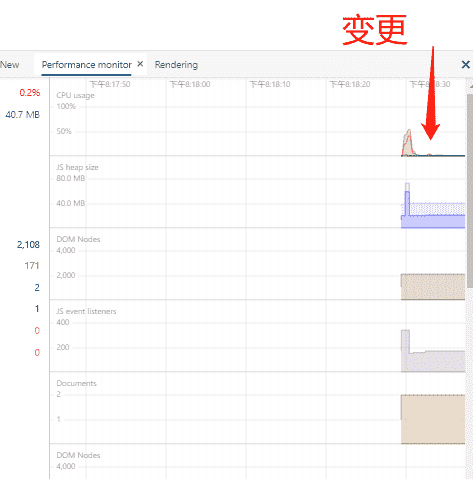 变更
New Performance monitor × Rendering ×
下午8:17:50 下午8:18:00 下午8:18:10 下午8:18:20 下午8:18:30
0.2% CPU usage
100%
40.7 MB
50%
JS heap size
80.0 MB
40.0 MB
2,108 DOM Nodes
4,000
171
2 2,000
1 JS event listeners
0 400
0 200
Documents
2
1
DOM Nodes
4,000